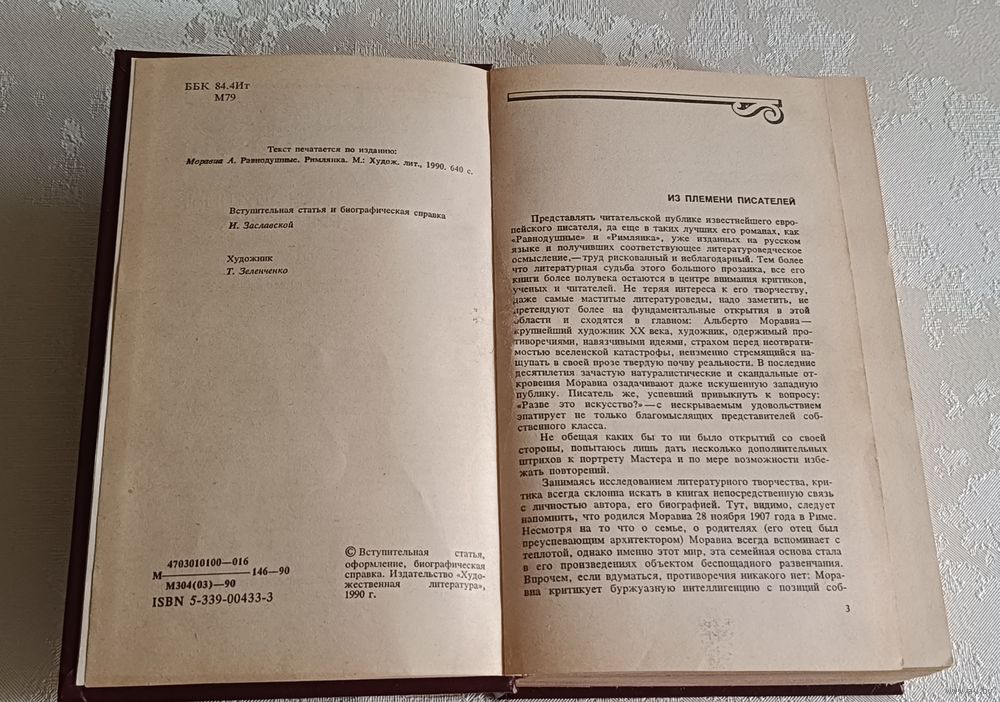 ББК 84.4Ит
М79
Текст печатается по изданию:
Моравиа А. Равнодушные. Римлянка. М.: Худож. лит., 1990. 640 с.
Вступительная статья и биографическая справка
И. Заславской
Художник
Т. Зеленченко
4703010100—016
М————————146—90
М304(03)—90
ISBN 5-339-00433-3
© Вступительная статья,
оформление, биографическая
справка. Издательство «Худо-
жественная литература»,
1990 г.
ИЗ ПЛЕМЕНИ ПИСАТЕЛЕЙ
Представлять читательской публике известнейшего евро-
пейского писателя, да еще в таких лучших его романах, как
«Равнодушные» и «Римлянка», уже изданных на русском
языке и получивших соответствующее литературоведческое
осмысление,— труд рискованный и неблагодарный. Тем более
что литературная судьба этого большого прозаика, все его
книги более полувека остаются в центре внимания критиков,
ученых и читателей. Не теряя интереса к его творчеству,
даже самые маститые литературоведы, надо заметить, не
претендуют более на фундаментальные открытия в этой
области и сходятся в главном: Альберто Моравиа—
крупнейший художник XX века, художник, одержимый про-
тиворечиями, навязчивыми идеями, страхом перед неотврати-
мостью вселенской катастрофы, неизменно стремящийся на-
щупать в своей прозе твердую почву реальности. В последние
десятилетия зачастую натуралистические и скандальные от-
кровения Моравиа озадачивают даже искушенную западную
публику. Писатель же, успевший привыкнуть к вопросу:
«Разве это искусство?»— с нескрываемым удовольствием
эпатирует не только благомыслящих представителей соб-
ственного класса.
Не обещая каких бы то ни было открытий со своей
стороны, попытаюсь лишь дать несколько дополнительных
штрихов к портрету Мастера и по мере возможности избе-
жать повторений.
Занимаясь исследованием литературного творчества, кри-
тика всегда склонна искать в книгах непосредственную связь
с личностью автора, его биографией. Тут, видимо, следует
напомнить, что родился Моравиа 28 ноября 1907 года в Риме.
Несмотря на то что о семье, о родителях (его отец был
преуспевающим архитектором) Моравиа всегда вспоминает с
теплотой, однако именно этот мир, эта семейная основа стала
в его произведениях объектом беспощадного развенчания.
Впрочем, если вдуматься, противоречия никакого нет: Мора-
виа критикует буржуазную интеллигенцию с позиций соб-
3